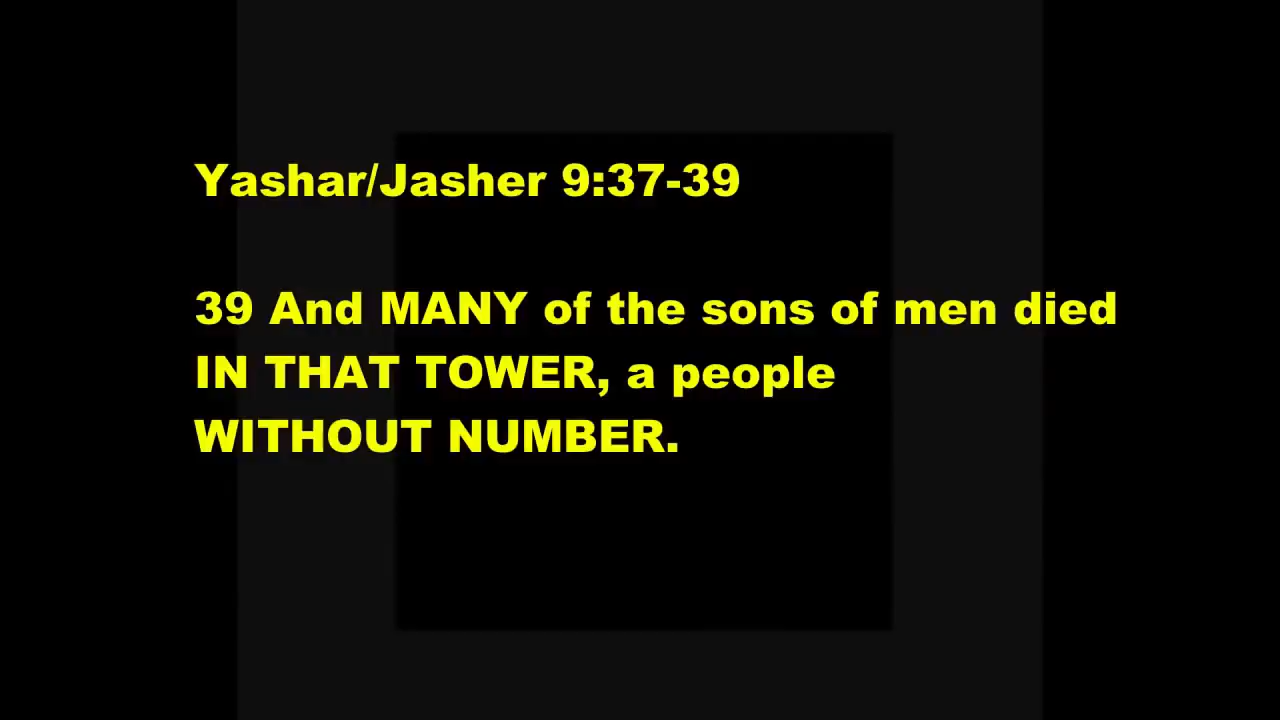 Yashar/Jasher 9:37-39
39 And MANY of the sons of men died
IN THAT TOWER, a people
WITHOUT NUMBER.